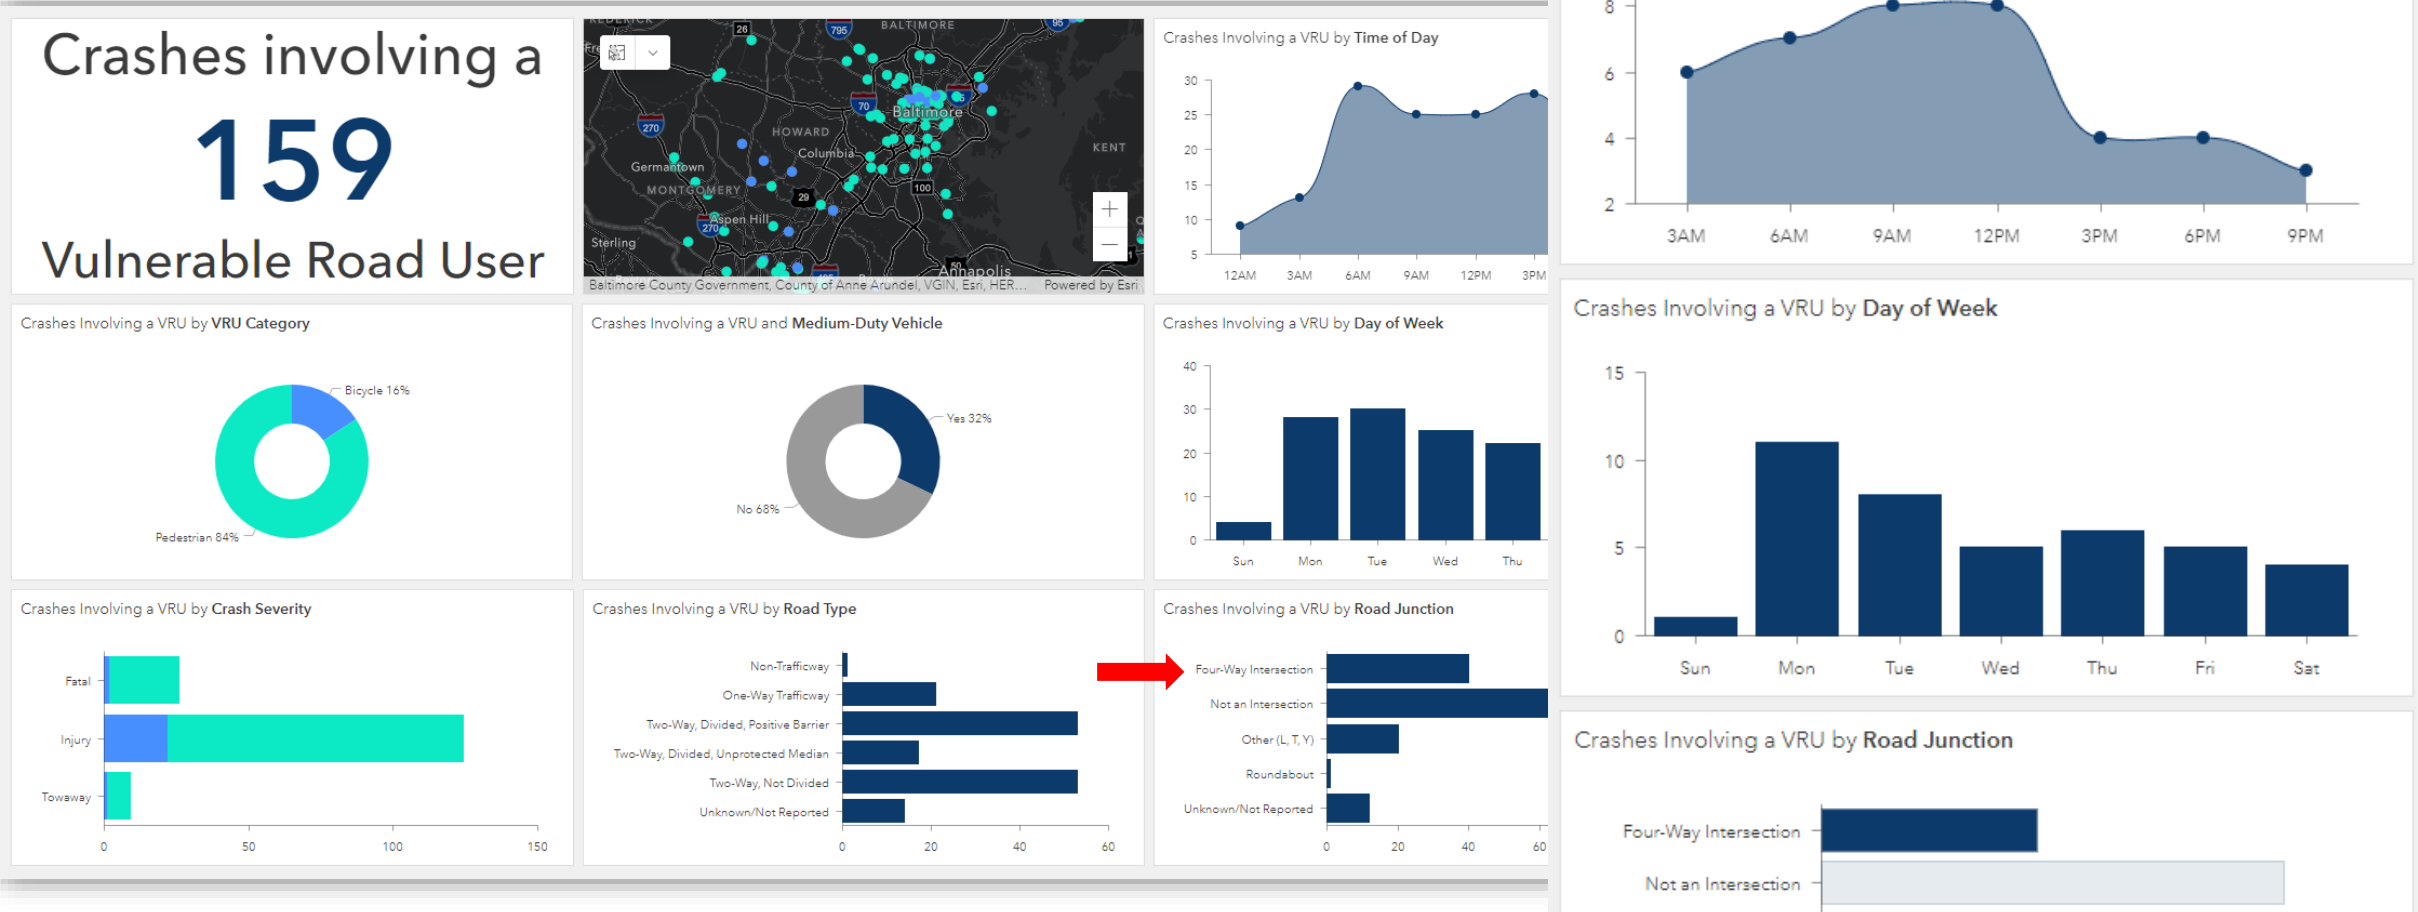 Crashes involving a
159
Vulnerable Road User
REDERICK
26
795
BALTIMORE
95
70
Baltimore
270
HOWARD
Columbia
KENT
Germantown
MONTGOMERY
29
100
Aspen Hill
270
Sterling
50
Annapolis
Baltimore County Government, County of Anne Arundel, VGIN, Esri, HER...
Powered by Esri
Crashes Involving a VRU by Time of Day
30
25
20
15
10
5
12AM 3AM 6AM 9AM 12PM 3PM
Crashes Involving a VRU by VRU Category
Bicycle 16%
Pedestrian 84%
Crashes Involving a VRU and Medium-Duty Vehicle
Yes 32%
No 68%
Crashes Involving a VRU by Day of Week
40
30
20
10
0
Sun Mon Tue Wed Thu
Crashes Involving a VRU by Crash Severity
Fatal
Injury
Towaway
0 50 100 150
Crashes Involving a VRU by Road Type
Non-Trafficway
One-Way Trafficway
Two-Way, Divided, Positive Barrier
Two-Way, Divided, Unprotected Median
Two-Way, Not Divided
Unknown/Not Reported
0 20 40 60
Crashes Involving a VRU by Road Junction
Four-Way Intersection
Not an Intersection
Other (L, T, Y)
Roundabout
Unknown/Not Reported
0 20 40 60
8
6
4
2
3AM 6AM 9AM 12PM 3PM 6PM 9PM
Crashes Involving a VRU by Day of Week
15
10
5
0
Sun Mon Tue Wed Thu Fri Sat
Crashes Involving a VRU by Road Junction
Four-Way Intersection
Not an Intersection